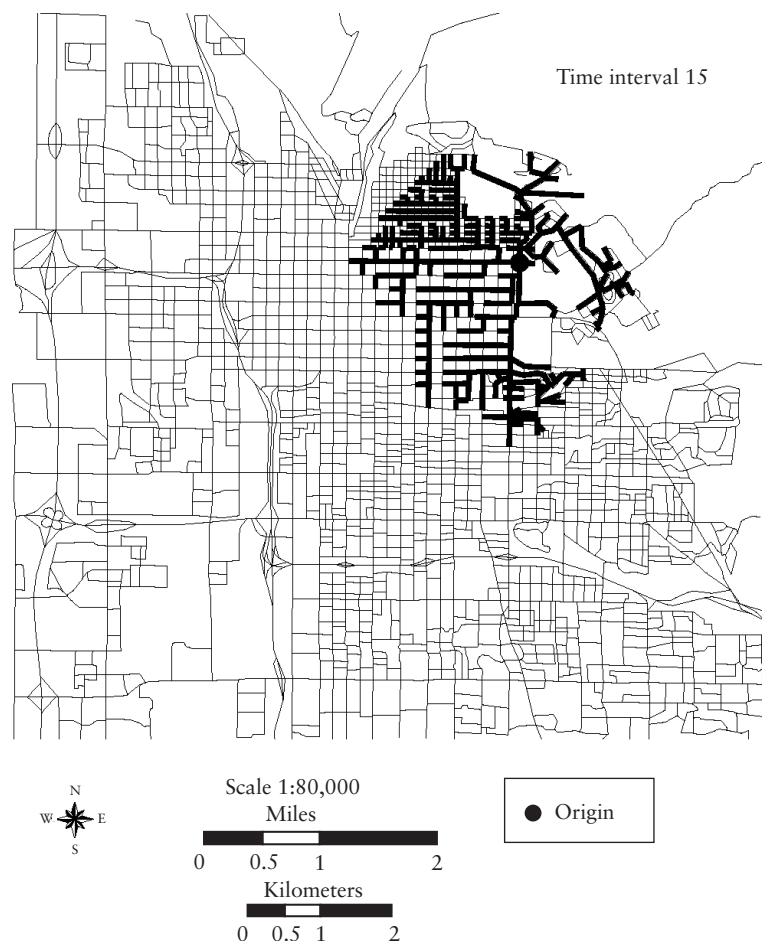 Time interval 15
N
W E
S
Scale 1:80,000
Miles
0 0.5 1 2
Kilometers
0 0.5 1 2
Origin